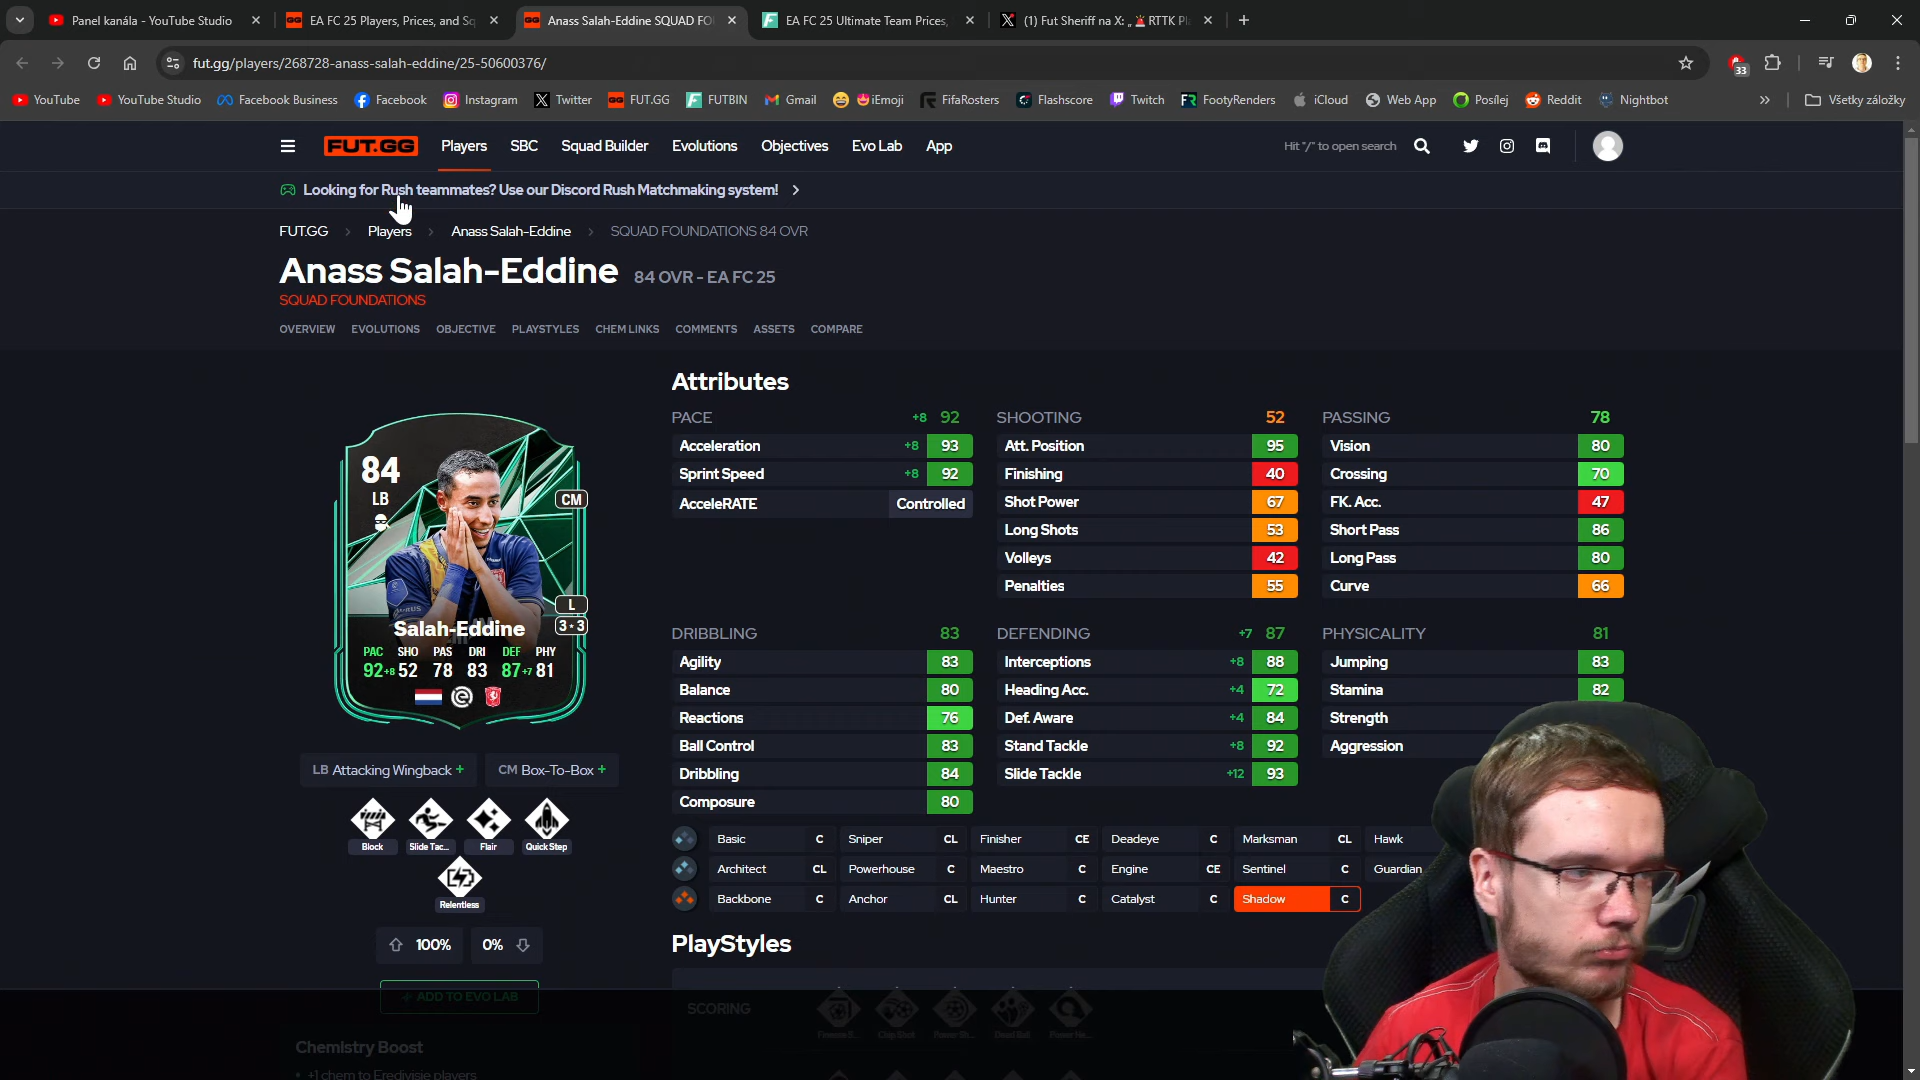 Panel kanála - YouTube Studio
EA FC 25 Players, Prices, and Sq
Anass Salah-Eddine SQUAD FO
EA FC 25 Ultimate Team Prices,
(1) Fut Sheriff na X: „🚨RTTK Pl
fut.gg/players/268728-anass-salah-eddine/25-50600376/
33
YouTube YouTube Studio Facebook Business Facebook Instagram Twitter FUT.GG FUTBIN Gmail iEmoji FifaRosters Flashscore Twitch FootyRenders iCloud Web App Posílej Reddit Nightbot » Všetky záložky
FUT.GG Players SBC Squad Builder Evolutions Objectives Evo Lab App Hit "/" to open search
Looking for Rush teammates? Use our Discord Rush Matchmaking system! >
FUT.GG > Players > Anass Salah-Eddine > SQUAD FOUNDATIONS 84 OVR
Anass Salah-Eddine 84 OVR - EA FC 25
SQUAD FOUNDATIONS
OVERVIEW EVOLUTIONS OBJECTIVE PLAYSTYLES CHEM LINKS COMMENTS ASSETS COMPARE
84
LB
CM
L
3 3
Salah-Eddine
PAC SHO PAS DRI DEF PHY
92+8 52 78 83 87+7 81
LB Attacking Wingback + CM Box-To-Box +
Block Slide Tac... Flair Quick Step
Relentless
100% 0%
+ ADD TO EVO LAB
Chemistry Boost
• +1 chem to Eredivisie players
Attributes
PACE +8 92
Acceleration +8 93
Sprint Speed +8 92
AcceleRATE Controlled
SHOOTING 52
Att. Position 95
Finishing 40
Shot Power 67
Long Shots 53
Volleys 42
Penalties 55
PASSING 78
Vision 80
Crossing 70
FK. Acc. 47
Short Pass 86
Long Pass 80
Curve 66
DRIBBLING 83
Agility 83
Balance 80
Reactions 76
Ball Control 83
Dribbling 84
Composure 80
DEFENDING +7 87
Interceptions +8 88
Heading Acc. +4 72
Def. Aware +4 84
Stand Tackle +8 92
Slide Tackle +12 93
PHYSICALITY 81
Jumping 83
Stamina 82
Strength
Aggression
Basic C Sniper CL Finisher CE Deadeye C Marksman CL Hawk
Architect CL Powerhouse C Maestro C Engine CE Sentinel C Guardian
Backbone C Anchor CL Hunter C Catalyst C Shadow C
PlayStyles
SCORING
Chip Shot
Dead Ball